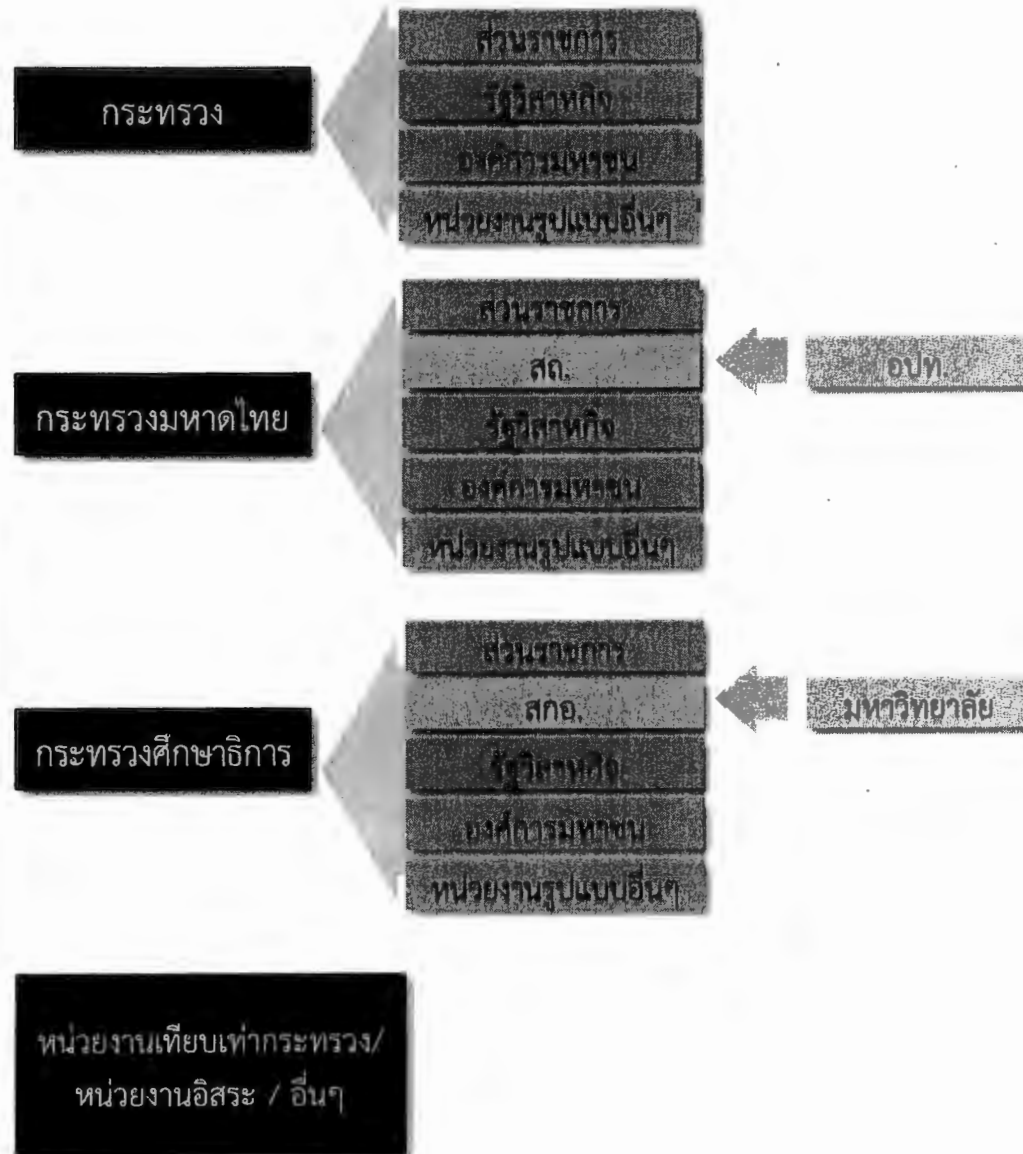 ส่วนราชการ
กระทรวง
รัฐวิสาหกิจ
องค์การมหาชน
หน่วยงานรูปแบบอื่นๆ
ส่วนราชการ
สถ.
อปท
กระทรวงมหาดไทย
รัฐวิสาหกิจ
องค์การมหาชน
หน่วยงานรูปแบบอื่นๆ
ส่วนราชการ
สกอ.
มหาวิทยาลัย
กระทรวงศึกษาธิการ
รัฐวิสาหกิจ
องค์การมหาชน
หน่วยงานรูปแบบอื่นๆ
หน่วยงานเทียบเท่ากระทรวง/
หน่วยงานอิสระ / อื่นๆ